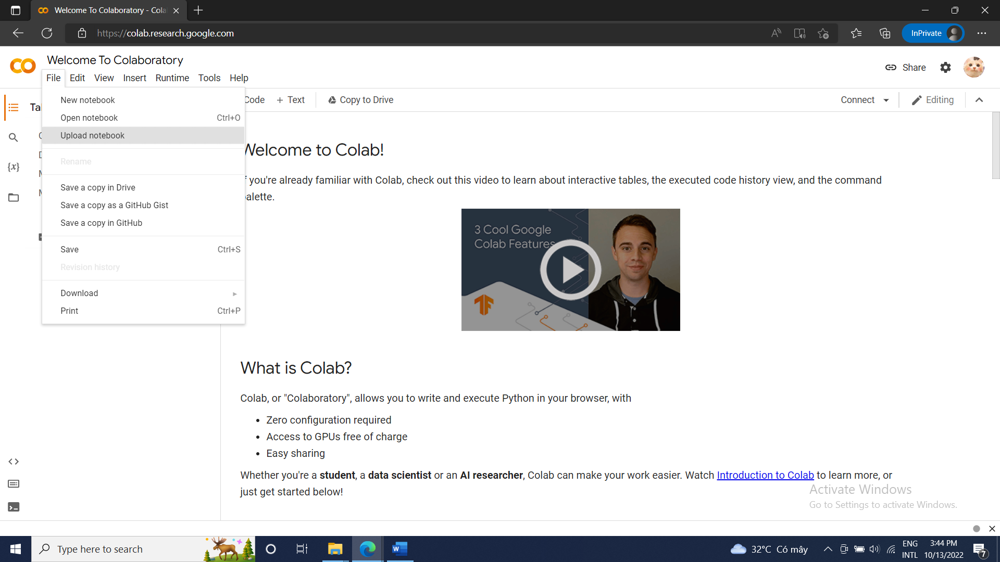 Welcome To Colaboratory - Cola
https://colab.research.google.com
InPrivate
Welcome To Colaboratory
File Edit View Insert Runtime Tools Help
Share
New notebook
Open notebook Ctrl+O
Upload notebook
Rename
Save a copy in Drive
Save a copy as a GitHub Gist
Save a copy in GitHub
Save Ctrl+S
Revision history
Download
Print Ctrl+P
Code + Text Copy to Drive
Connect Editing
Welcome to Colab!
f you're already familiar with Colab, check out this video to learn about interactive tables, the executed code history view, and the command
alette.
3 Cool Google
Colab Features
What is Colab?
Colab, or "Colaboratory", allows you to write and execute Python in your browser, with
• Zero configuration required
• Access to GPUs free of charge
• Easy sharing
Whether you're a student, a data scientist or an AI researcher, Colab can make your work easier. Watch Introduction to Colab to learn more, or
just get started below!
Activate Windows
Go to Settings to activate Windows.
Type here to search
32°C Có mây
ENG
INTL
3:44 PM
10/13/2022
7